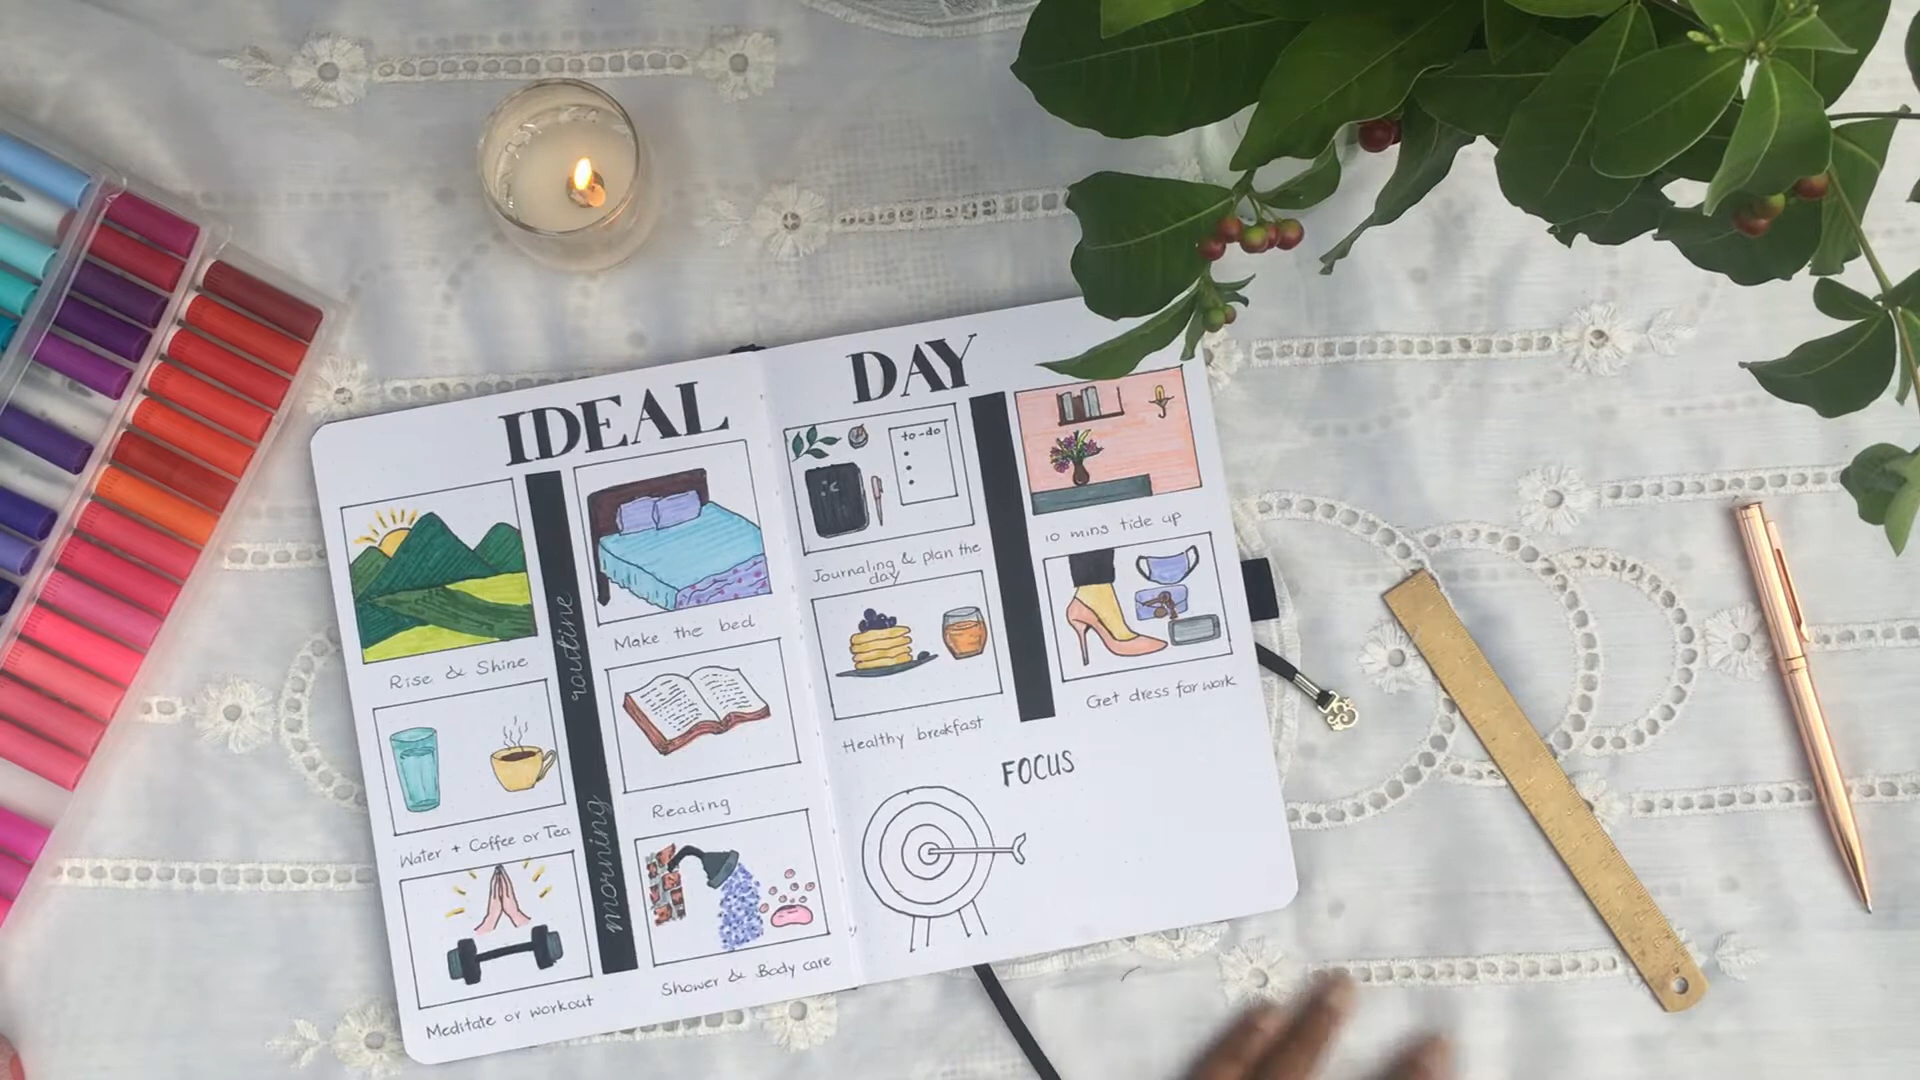 IDEAL
DAY
Rise & Shine
Water + Coffee or Tea
Meditate or workout
morning routine
Make the bed
Reading
Shower & Body care
to-do
Journaling & plan the
day
Healthy breakfast
10 mins tide up
Get dress for work
FOCUS